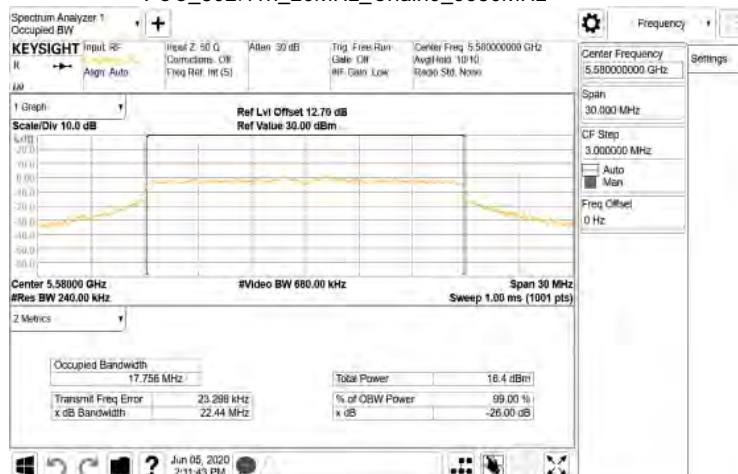 Spectrum Analyzer 1
Occupied BW
Frequency
KEYSIGHT
Input: RF
Input Z: 50 Ω
Atten: 30 dB
Trig: Free Run
Center Freq: 5.580000000 GHz
Corrections: Off
Gate: Off
Avg|Hold: 10/10
Align: Auto
Freq Ref: Int (S)
#IF Gain: Low
Radio Std: None
Center Frequency
5.580000000 GHz
Settings
Span
30.000 MHz
CF Step
3.000000 MHz
Auto
Man
Freq Offset
0 Hz
1 Graph
Ref Lvl Offset 12.70 dB
Scale/Div 10.0 dB
Ref Value 30.00 dBm
Center 5.58000 GHz
#Video BW 680.00 kHz
Span 30 MHz
#Res BW 240.00 kHz
Sweep 1.00 ms (1001 pts)
2 Metrics
Occupied Bandwidth
17.756 MHz
Total Power
16.4 dBm
Transmit Freq Error
23.298 kHz
% of OBW Power
99.00 %
x dB Bandwidth
22.44 MHz
x dB
-26.00 dB
Jun 05, 2020
2:11:43 PM